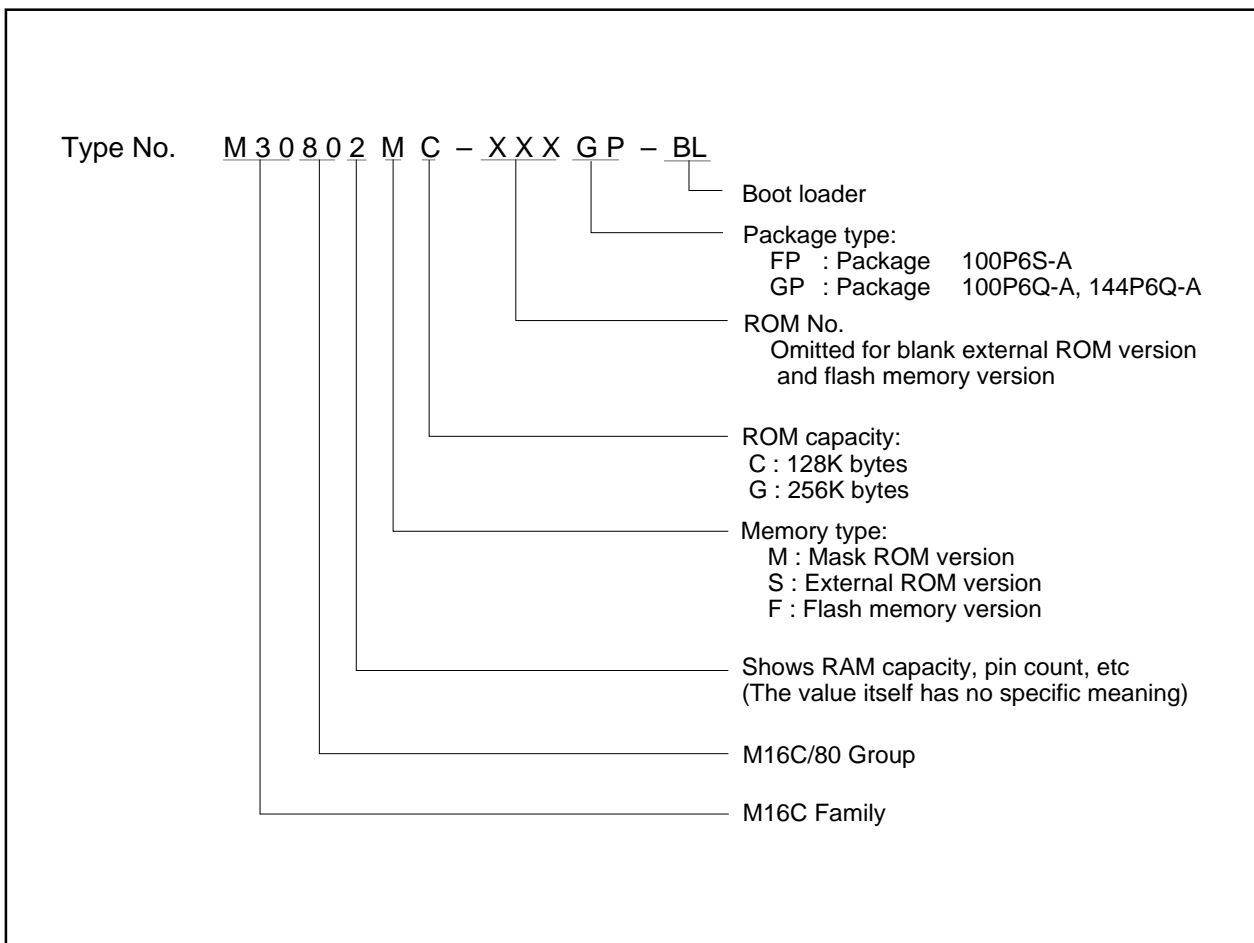 Type No. M 3 0 8 0 2 M C – X X X G P – BL
Boot loader
Package type:
FP : Package 100P6S-A
GP : Package 100P6Q-A, 144P6Q-A
ROM No.
Omitted for blank external ROM version
and flash memory version
ROM capacity:
C : 128K bytes
G : 256K bytes
Memory type:
M : Mask ROM version
S : External ROM version
F : Flash memory version
Shows RAM capacity, pin count, etc
(The value itself has no specific meaning)
M16C/80 Group
M16C Family